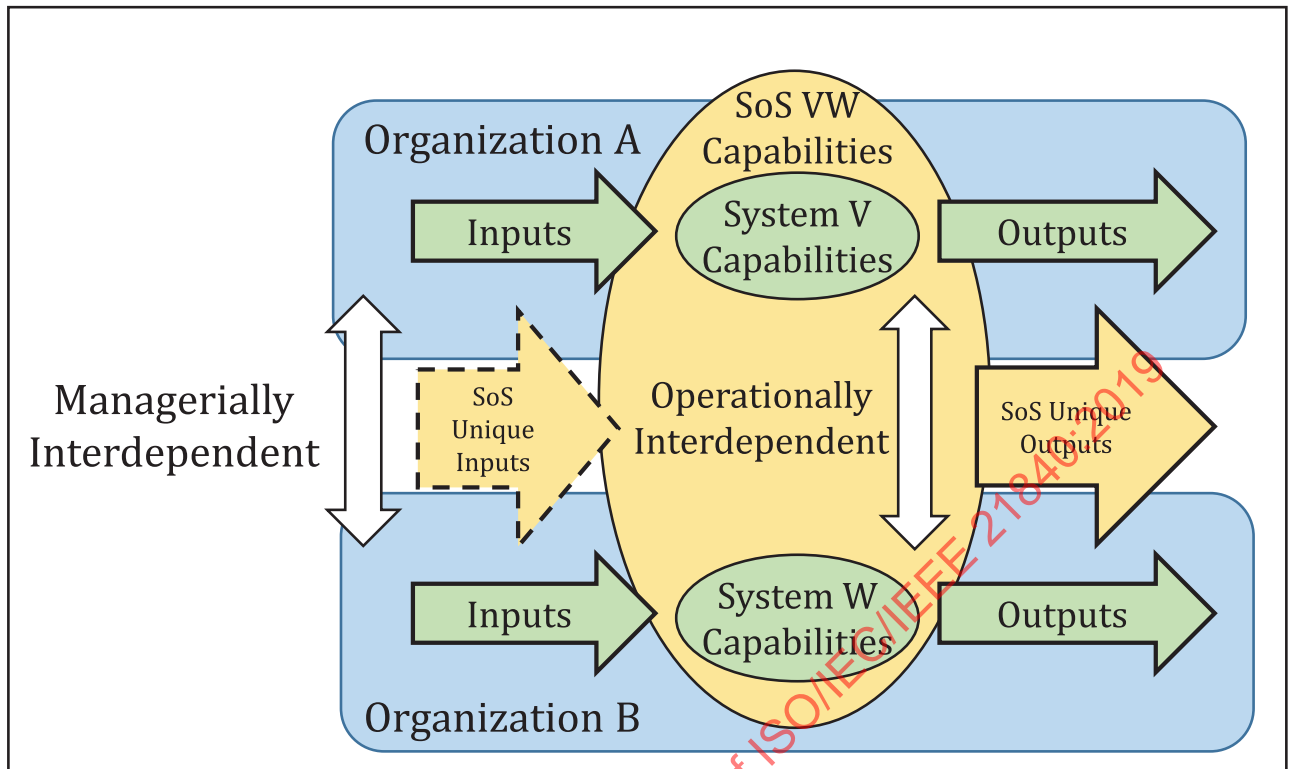 SoS VW
Capabilities
Organization A
Inputs
System V
Capabilities
Outputs
Managerially
Interdependent
SoS
Unique
Inputs
Operationally
Interdependent
SoS Unique
Outputs
Inputs
System W
Capabilities
Outputs
Organization B
of ISO/IEC/IEEE 21840:2019